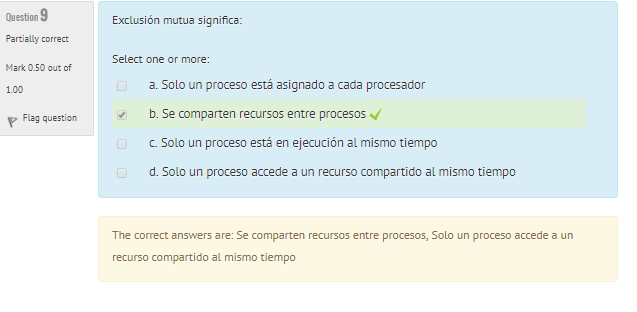 Question 9
Partially correct
Mark 0.50 out of
1.00
Flag question
Exclusión mutua significa:
Select one or more:
a. Solo un proceso está asignado a cada procesador
b. Se comparten recursos entre procesos
c. Solo un proceso está en ejecución al mismo tiempo
d. Solo un proceso accede a un recurso compartido al mismo tiempo
The correct answers are: Se comparten recursos entre procesos, Solo un proceso accede a un
recurso compartido al mismo tiempo